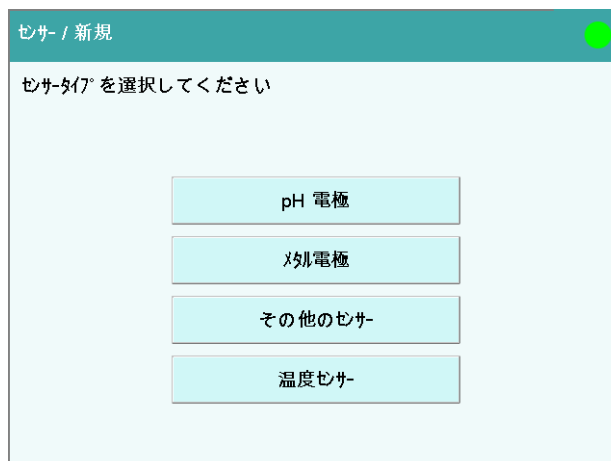 ｾﾝｻｰ / 新規
ｾﾝｻｰﾀｲﾌﾟを選択してください
pH 電極
ﾒﾀﾙ電極
その他のｾﾝｻｰ
温度ｾﾝｻｰ